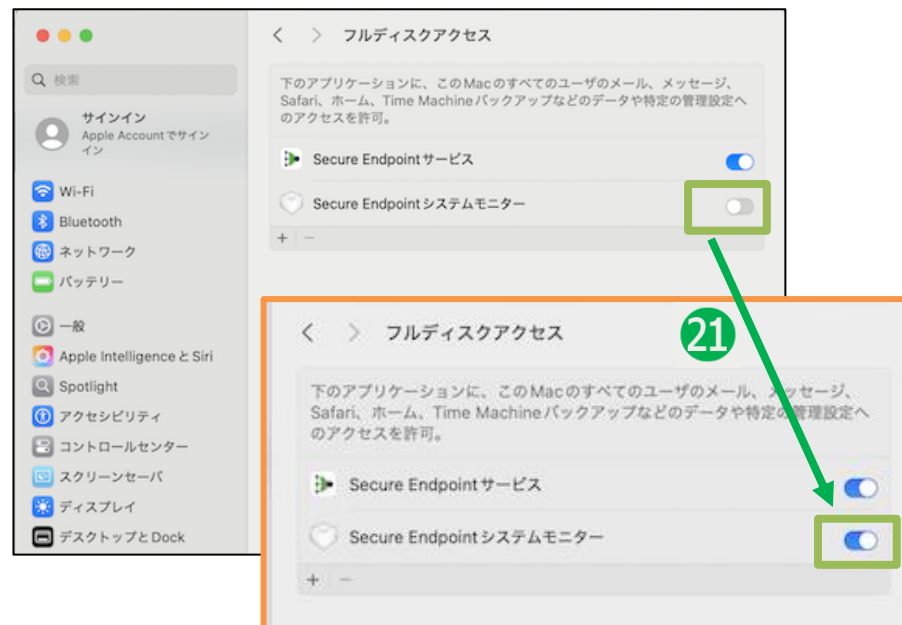 フルディスクアクセス
検索
下のアプリケーションに、このMacのすべてのユーザのメール、メッセージ、
Safari、ホーム、Time Machineバックアップなどのデータや特定の管理設定へ
のアクセスを許可。
サインイン
Apple Accountでサイン
イン
Secure Endpointサービス
Secure Endpointシステムモニター
Wi-Fi
Bluetooth
ネットワーク
バッテリー
一般
Apple IntelligenceとSiri
Spotlight
アクセシビリティ
コントロールセンター
スクリーンセーバ
ディスプレイ
デスクトップとDock
フルディスクアクセス
21
下のアプリケーションに、このMacのすべてのユーザのメール、メッセージ、
Safari、ホーム、Time Machineバックアップなどのデータや特定の管理設定へ
のアクセスを許可。
Secure Endpointサービス
Secure Endpointシステムモニター